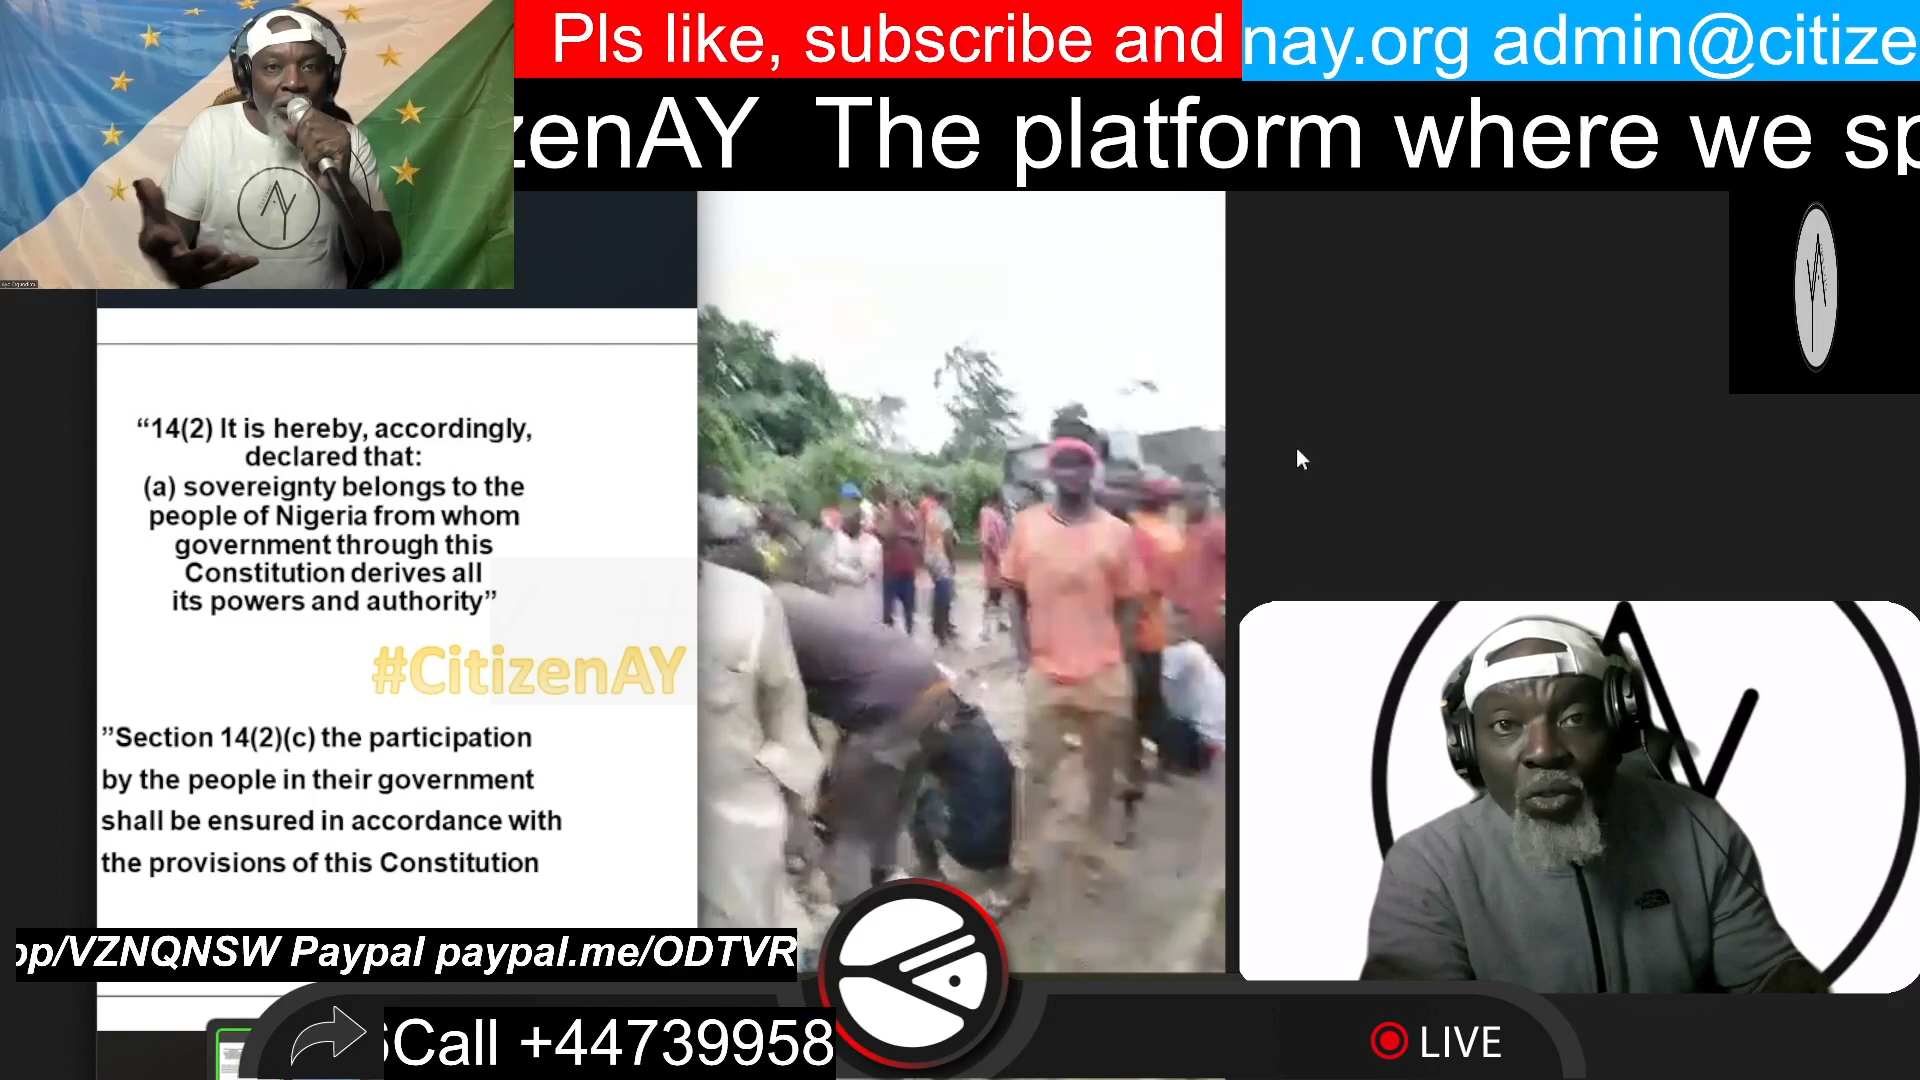 Pls like, subscribe and
nay.org admin@citize
zenAY The platform where we sp
“14(2) It is hereby, accordingly,
declared that:
(a) sovereignty belongs to the
people of Nigeria from whom
government through this
Constitution derives all
its powers and authority”
#CitizenAY
”Section 14(2)(c) the participation
by the people in their government
shall be ensured in accordance with
the provisions of this Constitution
pp/VZNQNSW Paypal paypal.me/ODTVR
Call +44739958
LIVE
AY